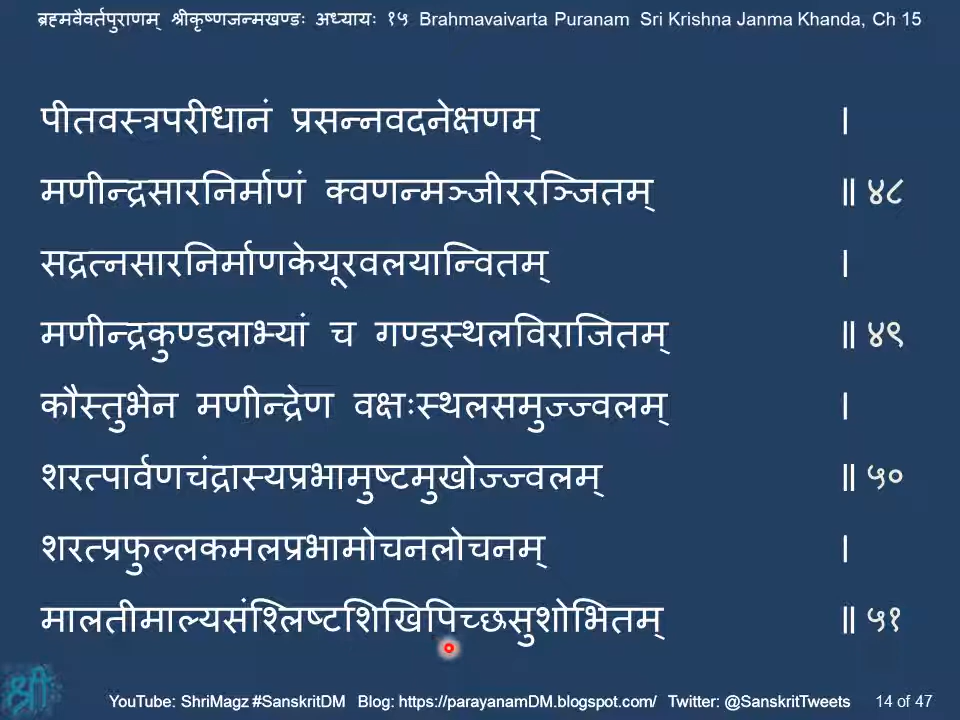 ब्रह्मवैवर्तपुराणम् श्रीकृष्णजन्मखण्डः अध्यायः १५ Brahmavaivarta Puranam Sri Krishna Janma Khanda, Ch 15
पीतवस्त्रपरीधानं प्रसन्नवदनेक्षणम् ।
मणीन्द्रसारनिर्माणं क्वणन्मञ्जीररञ्जितम् ॥ ४८
सद्रत्नसारनिर्माणकेयूरवलयान्वितम् ।
मणीन्द्रकुण्डलाभ्यां च गण्डस्थलविराजितम् ॥ ४९
कौस्तुभेन मणीन्द्रेण वक्षःस्थलसमुज्ज्वलम् ।
शरत्पार्वणचंद्रास्यप्रभामुष्टमुखोज्ज्वलम् ॥ ५०
शरत्प्रफुल्लकमलप्रभामोचनलोचनम् ।
मालतीमाल्यसंश्लिष्टशिखिपिच्छसुशोभितम् ॥ ५१
श्रीः YouTube: ShriMagz #SanskritDM Blog: https://parayanamDM.blogspot.com/ Twitter: @SanskritTweets 14 of 47